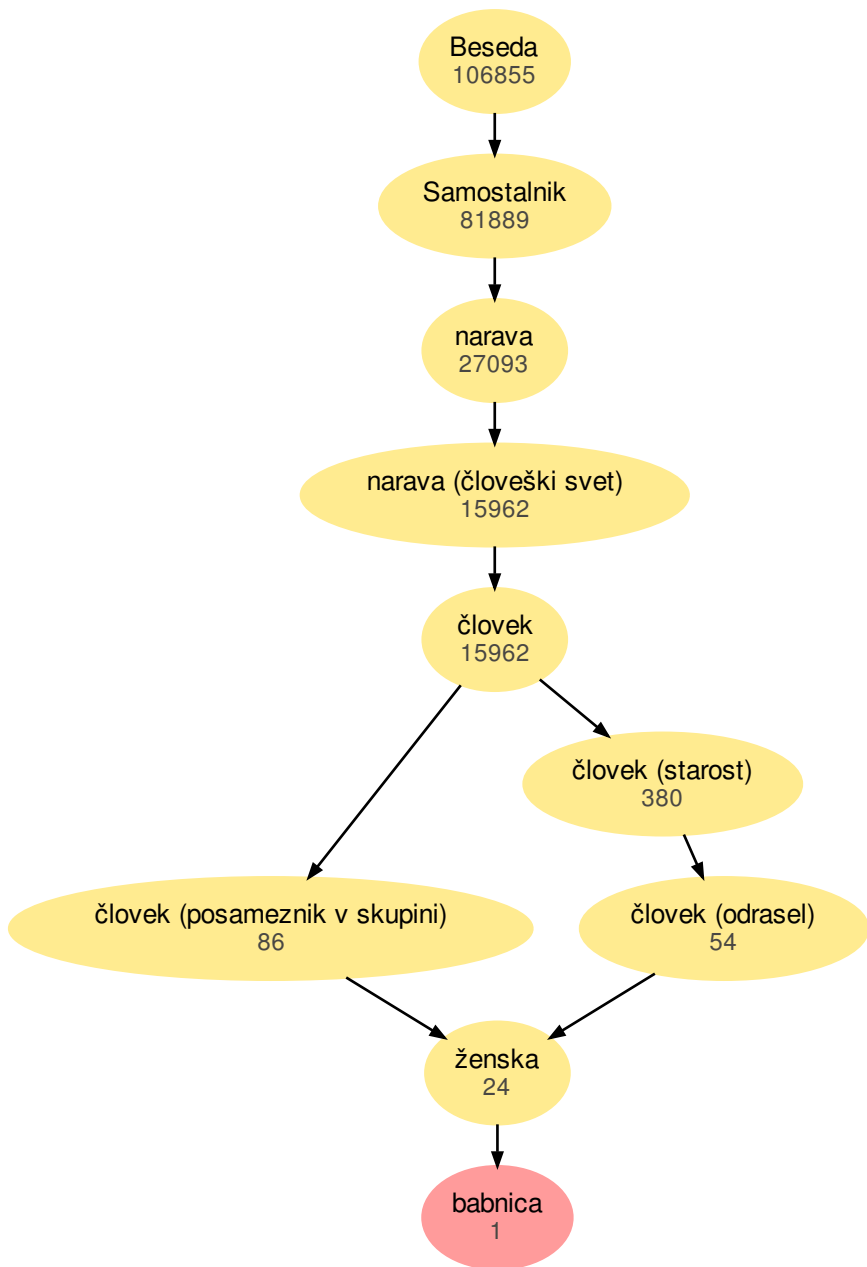 Beseda
106855
Samostalnik
81889
narava
27093
narava (človeški svet)
15962
človek
15962
človek (starost)
380
človek (posameznik v skupini)
86
človek (odrasel)
54
ženska
24
babnica
1